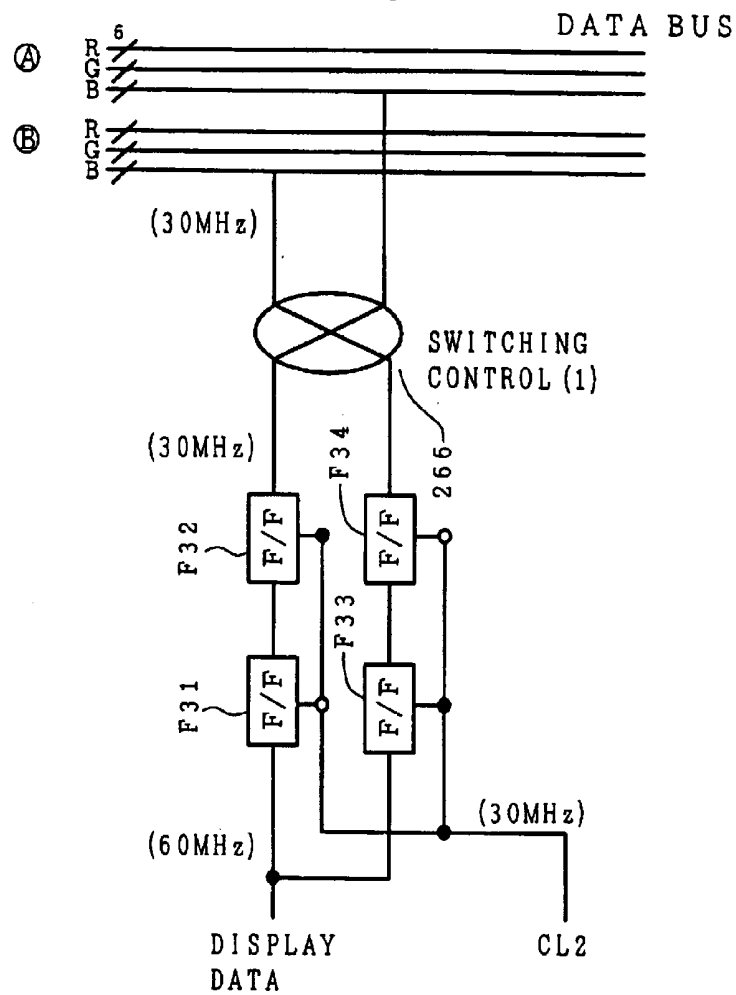 DATA BUS
6
Ⓐ R
G
B
Ⓑ R
G
B
(30MHz)
SWITCHING
CONTROL (1)
(30MHz)
F34
266
F/F
F/F
F32
F33
F/F
F/F
F31
(30MHz)
(60MHz)
DISPLAY
DATA
CL2